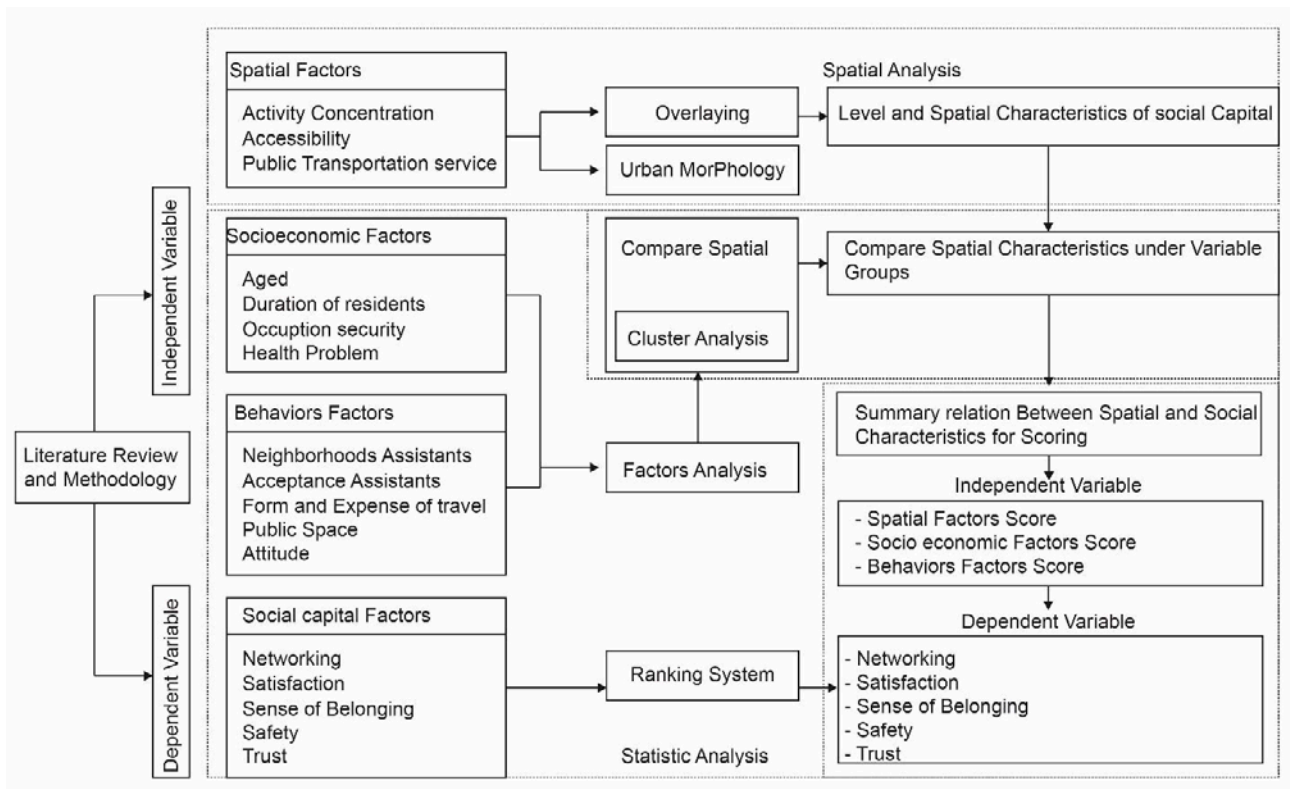 Literature Review
and Methodology
Independent Variable
Dependent Variable
Spatial Factors
Activity Concentration
Accessibility
Public Transportation service
Socioeconomic Factors
Aged
Duration of residents
Occuption security
Health Problem
Behaviors Factors
Neighborhoods Assistants
Acceptance Assistants
Form and Expense of travel
Public Space
Attitude
Social capital Factors
Networking
Satisfaction
Sense of Belonging
Safety
Trust
Overlaying
Urban MorPhology
Compare Spatial
Cluster Analysis
Factors Analysis
Ranking System
Statistic Analysis
Spatial Analysis
Level and Spatial Characteristics of social Capital
Compare Spatial Characteristics under Variable
Groups
Summary relation Between Spatial and Social
Characteristics for Scoring
Independent Variable
- Spatial Factors Score
- Socio economic Factors Score
- Behaviors Factors Score
Dependent Variable
- Networking
- Satisfaction
- Sense of Belonging
- Safety
- Trust